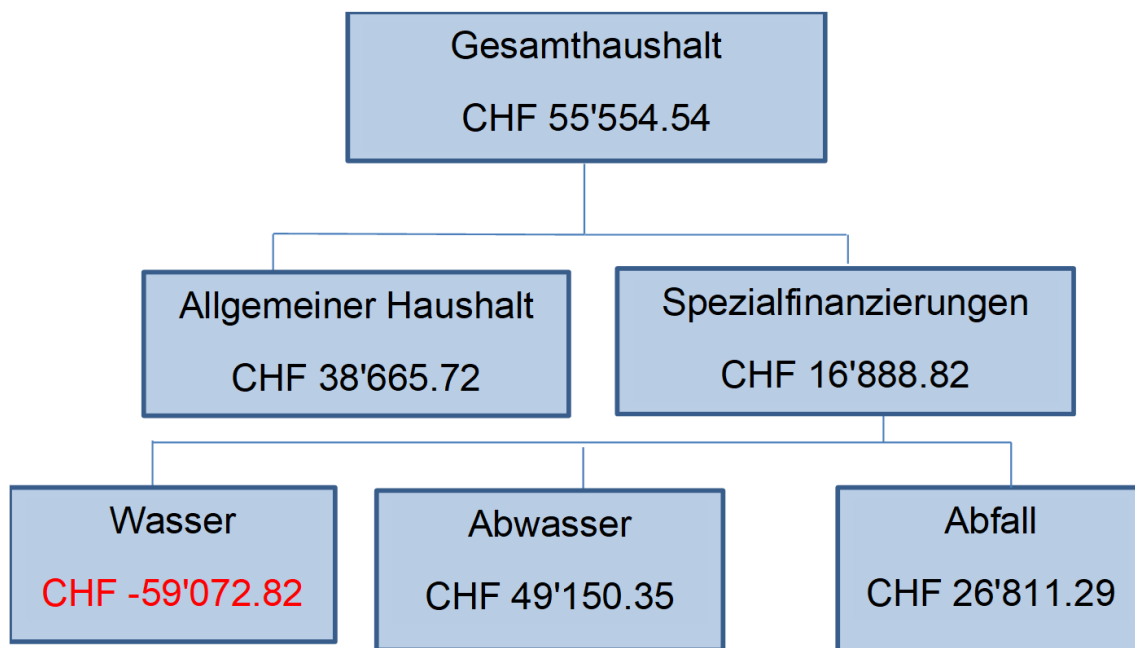 Gesamthaushalt
CHF 55'554.54
Allgemeiner Haushalt
CHF 38'665.72
Spezialfinanzierungen
CHF 16'888.82
Wasser
CHF -59'072.82
Abwasser
CHF 49'150.35
Abfall
CHF 26'811.29